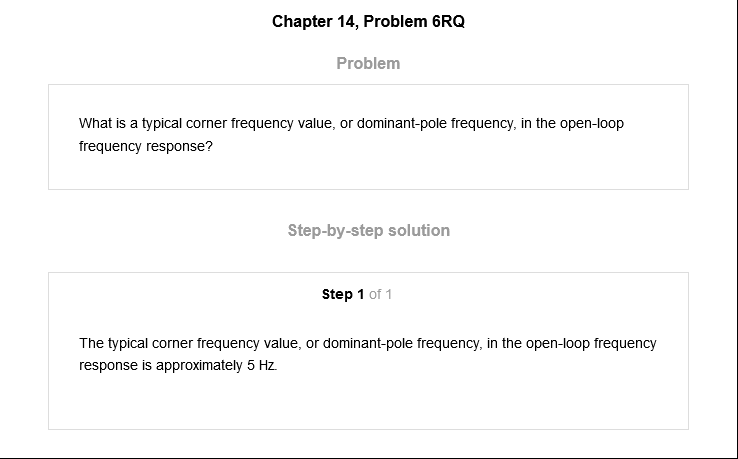 Chapter 14, Problem 6RQ
Problem
What is a typical corner frequency value, or dominant-pole frequency, in the open-loop
frequency response?
Step-by-step solution
Step 1 of 1
The typical corner frequency value, or dominant-pole frequency, in the open-loop frequency
response is approximately 5 Hz.